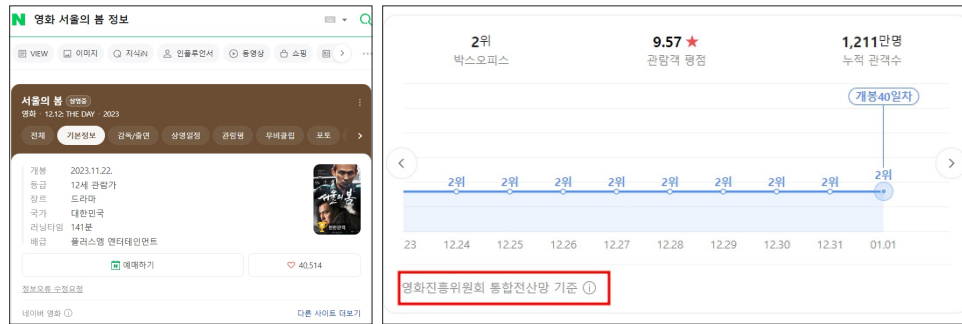 N 영화 서울의 봄 정보
VIEW 이미지 지식iN 인플루언서 동영상 쇼핑
서울의 봄 상영중
영화 · 12.12: THE DAY · 2023
전체 기본정보 감독/출연 상영일정 관람평 무비클립 포토
개봉 2023.11.22.
등급 12세 관람가
장르 드라마
국가 대한민국
러닝타임 141분
배급 플러스엠 엔터테인먼트
서울의봄
N 예매하기
40,514
정보오류 수정요청
네이버 영화
다른 사이트 더보기
2위 9.57 1,211만명
박스오피스 관람객 평점 누적 관객수
개봉40일차
2위 2위 2위 2위 2위 2위 2위 2위 2위
23 12.24 12.25 12.26 12.27 12.28 12.29 12.30 12.31 01.01
영화진흥위원회 통합전산망 기준